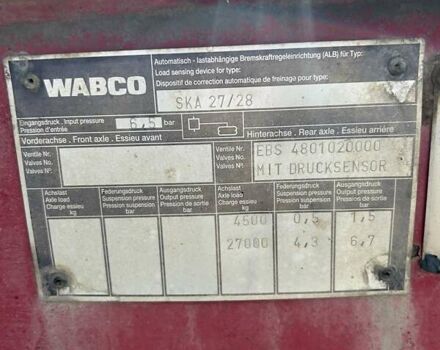 WABCO
Automatisch - lastabhängige Bremskraftregeleinrichtung (ALB) für Typ:
Load sensing device for type:
Dispositif de correction automatique de freinage pour type:
SKA 27/28
Eingangsdruck . Input pressure
Pression d'entrée
6,5 bar
Vorderachse . Front axle . Essieu avant
Hinterachse . Rear axle . Essieu arrière
Ventile Nr.
Valves No.
Valves Nº.
Ventile Nr.
Valves No.
Valves Nº.
EBS 4801020000
MIT DRUCKSENSOR
Achslast
Axle load
Charge essieu
kg
Federungsdruck
Suspension pressure
Pression suspension
bar
Ausgangsdruck
Output pressure
Pression de sortie
bar
Achslast
Axle load
Charge essieu
kg
Federungsdruck
Suspension pressure
Pression suspension
bar
Ausgangsdruck
Output pressure
Pression de sortie
bar
4500 0,5 1,5
27000 4,3 6,7